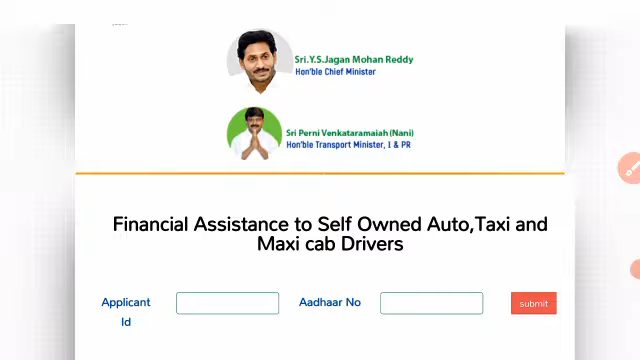 Sri.Y.S.Jagan Mohan Reddy
Hon'ble Chief Minister
Sri Perni Venkataramaiah (Nani)
Hon'ble Transport Minister, I & PR
Financial Assistance to Self Owned Auto,Taxi and
Maxi cab Drivers
Applicant Id
Aadhaar No
submit